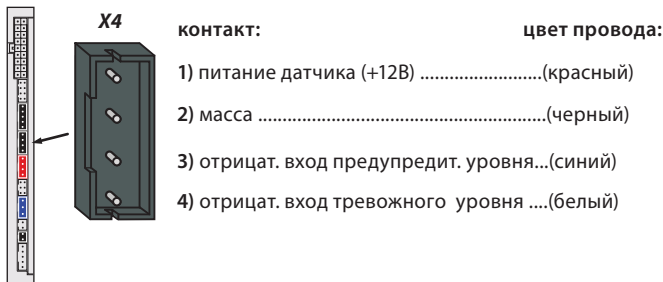 X4
контакт: цвет провода:
1) питание датчика (+12В) .........................(красный)
2) масса ............................................................(черный)
3) отрицат. вход предупредит. уровня...(синий)
4) отрицат. вход тревожного уровня ....(белый)